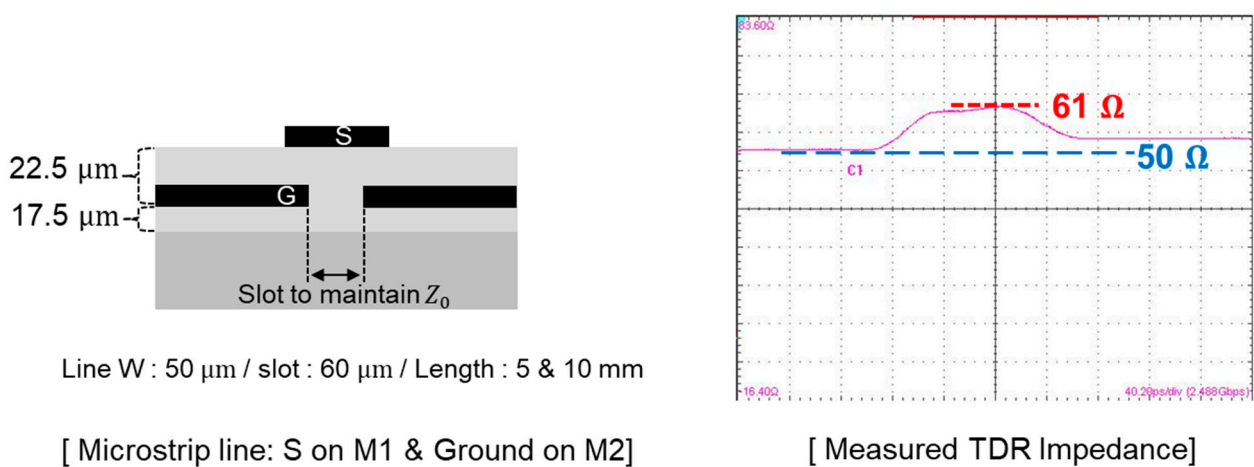 S
22.5 μm
G
17.5 μm
Slot to maintain Z₀
Line W : 50 μm / slot : 60 μm / Length : 5 & 10 mm
[ Microstrip line: S on M1 & Ground on M2]
83.60Ω
61 Ω
50 Ω
C1
-16.40Ω
40.20ps/div (2.488Gbps)
[ Measured TDR Impedance]